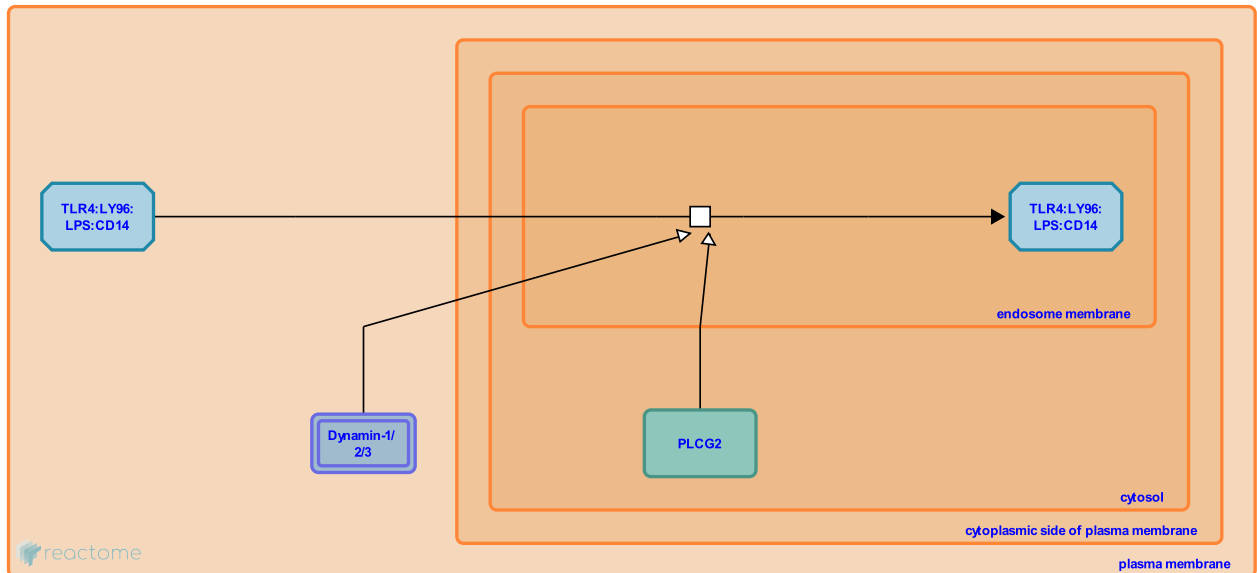 TLR4:LY96:
LPS:CD14
TLR4:LY96:
LPS:CD14
endosome membrane
Dynamin-1/
2/3
PLCG2
cytosol
cytoplasmic side of plasma membrane
reactome
plasma membrane